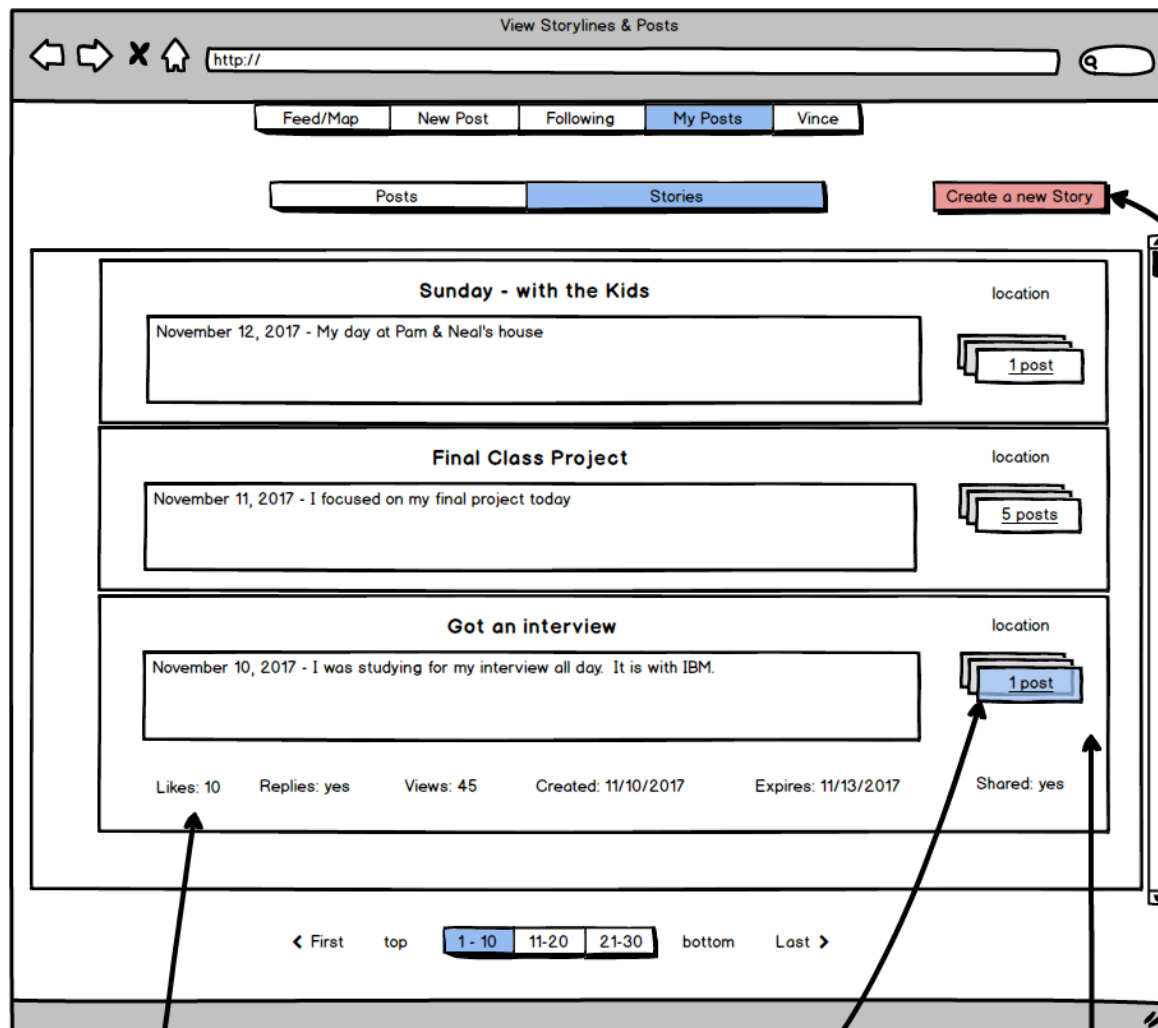 View Storylines & Posts
http://
Feed/Map New Post Following My Posts Vince
Posts Stories Create a new Story
Sunday - with the Kids
location
November 12, 2017 - My day at Pam & Neal's house
1 post
Final Class Project
location
November 11, 2017 - I focused on my final project today
5 posts
Got an interview
location
November 10, 2017 - I was studying for my interview all day.  It is with IBM.
1 post
Likes: 10 Replies: yes Views: 45 Created: 11/10/2017 Expires: 11/13/2017 Shared: yes
First top 1 - 10 11-20 21-30 bottom Last